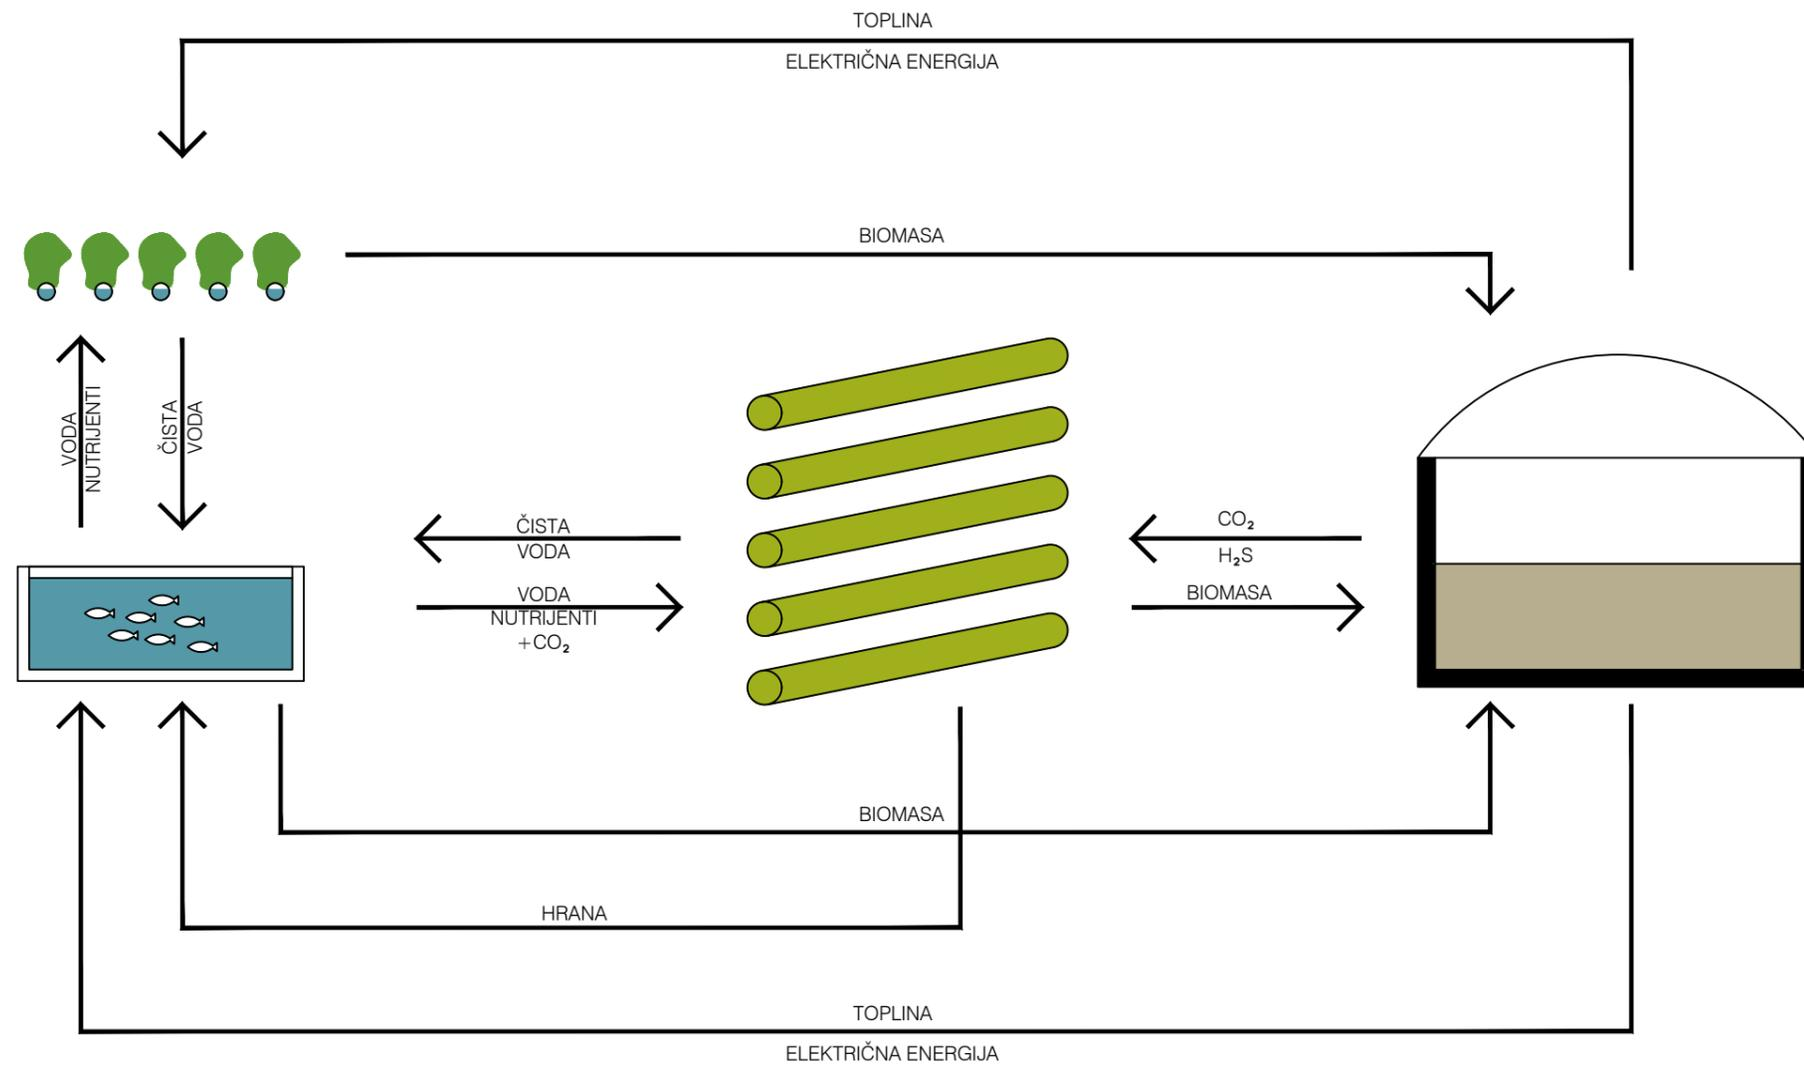 TOPLINA
ELEKTRIČNA ENERGIJA
BIOMASA
VODA
NUTRIJENTI
ČISTA
VODA
ČISTA
VODA
VODA
NUTRIJENTI
+CO₂
CO₂
H₂S
BIOMASA
BIOMASA
HRANA
TOPLINA
ELEKTRIČNA ENERGIJA